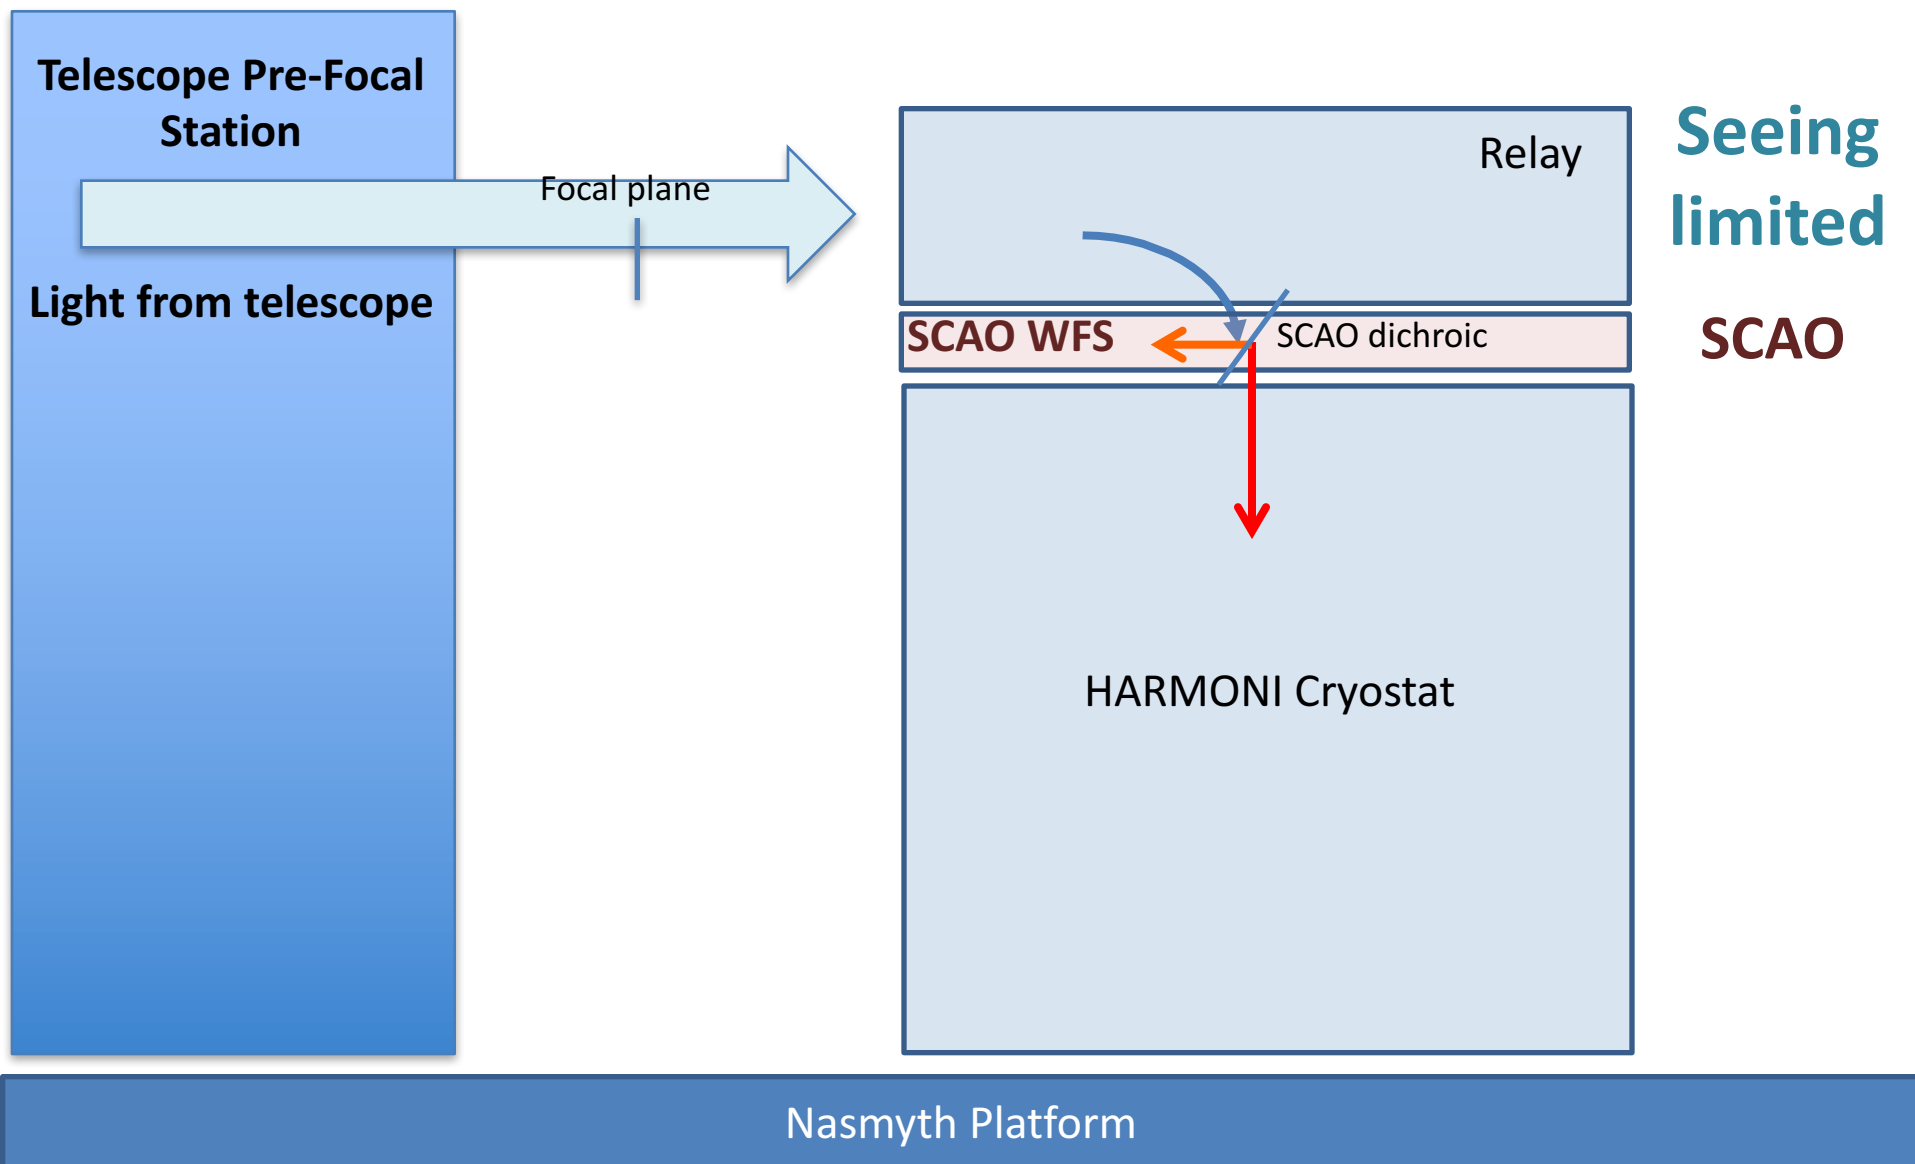 Telescope Pre-Focal
Station
Focal plane
Light from telescope
Relay
Seeing
limited
SCAO WFS
SCAO dichroic
SCAO
HARMONI Cryostat
Nasmyth Platform